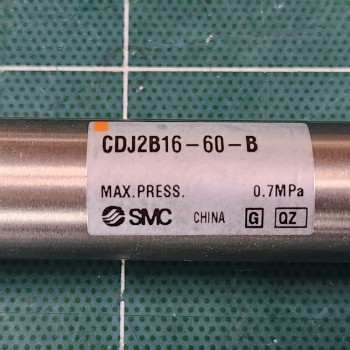 CDJ2B16-60-B
MAX.PRESS. 0.7MPa
SMC CHINA G QZ